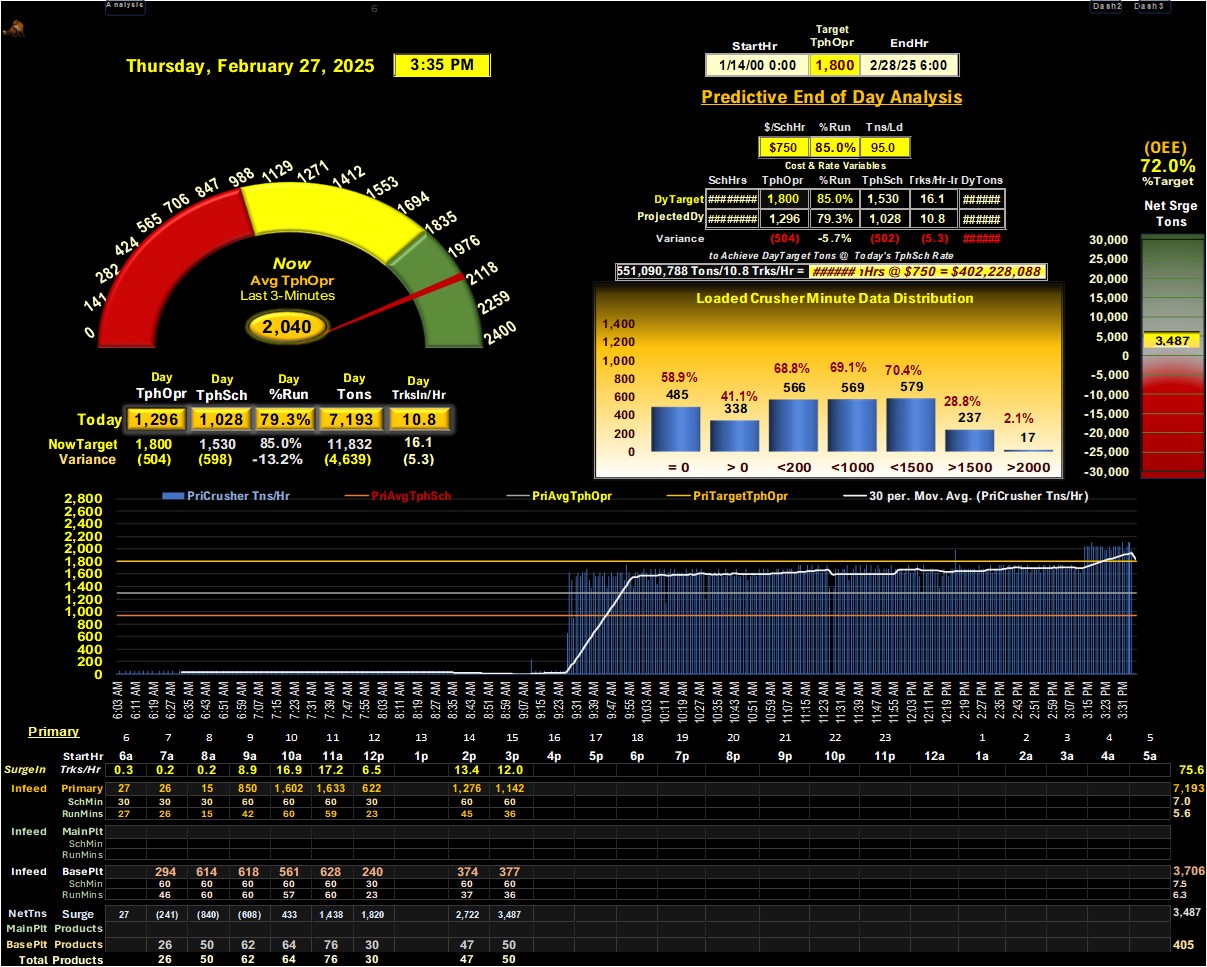 Analysis 6 Dash2 Dash3
Thursday, February 27, 2025 3:35 PM
StartHr Target TphOpr EndHr
1/14/00 0:00 1,800 2/28/25 6:00
Predictive End of Day Analysis
$/SchHr %Run Tns/Ld
$750 85.0% 95.0
Cost & Rate Variables
SchHrs TphOpr %Run TphSch Trks/Hr-Ir DyTons
DyTarget ######## 1,800 85.0% 1,530 16.1 ######
ProjectedDy ######## 1,296 79.3% 1,028 10.8 ######
Variance (504) -5.7% (502) (5.3) ######
to Achieve DayTarget Tons @ Today's TphSch Rate
551,090,788 Tons/10.8 Trks/Hr = ###### ıHrs @ $750 = $402,228,088
(OEE)
72.0%
%Target
Net Srge
Tons
30,000
25,000
20,000
15,000
10,000
5,000
3,487
0
-5,000
-10,000
-15,000
-20,000
-25,000
-30,000
0 141 282 424 565 706 847 988 1129 1271 1412 1553 1694 1835 1976 2118 2259 2400
Now
Avg TphOpr
Last 3-Minutes
2,040
Day Day Day Day Day
TphOpr TphSch %Run Tons TrksIn/Hr
Today 1,296 1,028 79.3% 7,193 10.8
NowTarget 1,800 1,530 85.0% 11,832 16.1
Variance (504) (598) -13.2% (4,639) (5.3)
Loaded Crusher Minute Data Distribution
1,400
1,200
1,000
800
600
400
200
0
58.9% 41.1% 68.8% 69.1% 70.4% 28.8% 2.1%
485 338 566 569 579 237 17
= 0 > 0 <200 <1000 <1500 >1500 >2000
PriCrusher Tns/Hr PriAvgTphSch PriAvgTphOpr PriTargetTphOpr 30 per. Mov. Avg. (PriCrusher Tns/Hr)
2,800
2,600
2,400
2,200
2,000
1,800
1,600
1,400
1,200
1,000
800
600
400
200
0
6:03 AM 6:11 AM 6:19 AM 6:27 AM 6:35 AM 6:43 AM 6:51 AM 6:59 AM 7:07 AM 7:15 AM 7:23 AM 7:31 AM 7:39 AM 7:47 AM 7:55 AM 8:03 AM 8:11 AM 8:19 AM 8:27 AM 8:35 AM 8:43 AM 8:51 AM 8:59 AM 9:07 AM 9:15 AM 9:23 AM 9:31 AM 9:39 AM 9:47 AM 9:55 AM 10:03 AM 10:11 AM 10:19 AM 10:27 AM 10:35 AM 10:43 AM 10:51 AM 10:59 AM 11:07 AM 11:15 AM 11:23 AM 11:31 AM 11:39 AM 11:47 AM 11:55 AM 12:03 PM 12:11 PM 12:19 PM 2:19 PM 2:27 PM 2:35 PM 2:43 PM 2:51 PM 2:59 PM 3:07 PM 3:15 PM 3:23 PM 3:31 PM
Primary 6 7 8 9 10 11 12 13 14 15 16 17 18 19 20 21 22 23 1 2 3 4 5
StartHr 6a 7a 8a 9a 10a 11a 12p 1p 2p 3p 4p 5p 6p 7p 8p 9p 10p 11p 12a 1a 2a 3a 4a 5a
SurgeIn Trks/Hr 0.3 0.2 0.2 8.9 16.9 17.2 6.5 13.4 12.0 75.6
Infeed Primary 27 26 15 850 1,602 1,633 622 1,276 1,142 7,193
SchMin 30 30 30 60 60 60 30 60 60 7.0
RunMins 27 26 15 42 60 59 23 45 36 5.6
Infeed MainPlt
SchMin
RunMins
Infeed BasePlt 294 614 618 561 628 240 374 377 3,706
SchMin 60 60 60 60 60 30 60 60 7.5
RunMins 46 60 60 57 60 23 37 36 6.3
NetTns Surge 27 (241) (840) (608) 433 1,438 1,820 2,722 3,487 3,487
MainPlt Products
BasePlt Products 26 50 62 64 76 30 47 50 405
Total Products 26 50 62 64 76 30 47 50